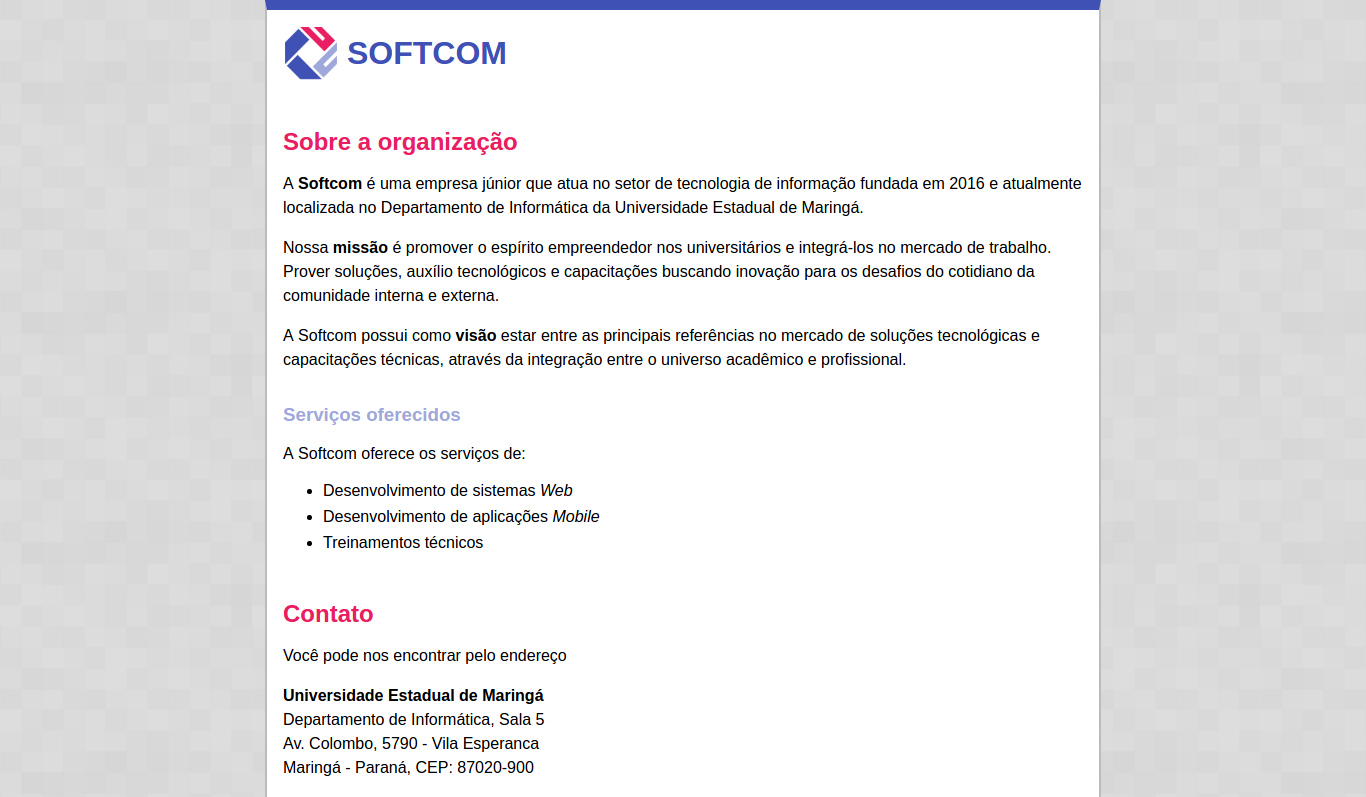 SOFTCOM
Sobre a organização
A Softcom é uma empresa júnior que atua no setor de tecnologia de informação fundada em 2016 e atualmente
localizada no Departamento de Informática da Universidade Estadual de Maringá.
Nossa missão é promover o espírito empreendedor nos universitários e integrá-los no mercado de trabalho.
Prover soluções, auxílio tecnológicos e capacitações buscando inovação para os desafios do cotidiano da
comunidade interna e externa.
A Softcom possui como visão estar entre as principais referências no mercado de soluções tecnológicas e
capacitações técnicas, através da integração entre o universo acadêmico e profissional.
Serviços oferecidos
A Softcom oferece os serviços de:
• Desenvolvimento de sistemas Web
• Desenvolvimento de aplicações Mobile
• Treinamentos técnicos
Contato
Você pode nos encontrar pelo endereço
Universidade Estadual de Maringá
Departamento de Informática, Sala 5
Av. Colombo, 5790 - Vila Esperanca
Maringá - Paraná, CEP: 87020-900